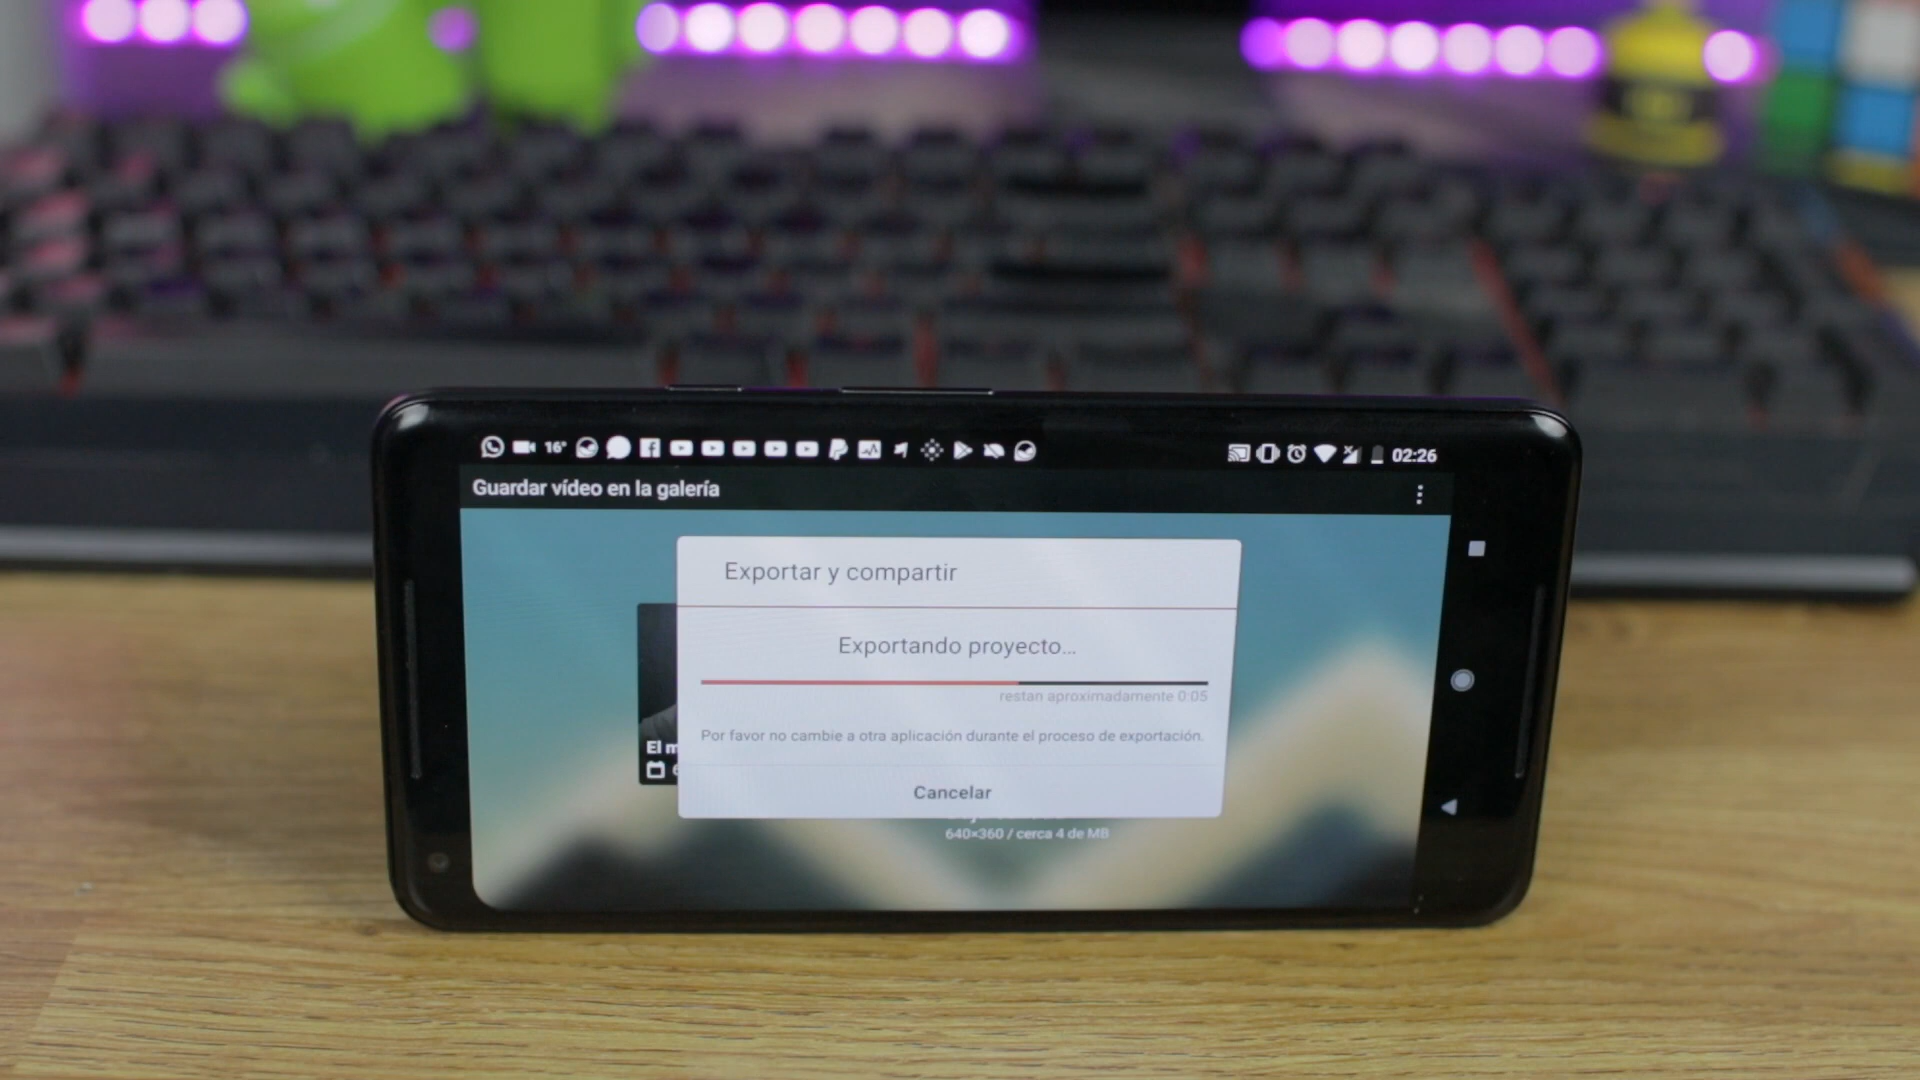 16°
02:26
Guardar vídeo en la galería
Exportar y compartir
Exportando proyecto...
restan aproximadamente 0:05
Por favor no cambie a otra aplicación durante el proceso de exportación.
El m
Cancelar
640×360 / cerca 4 de MB